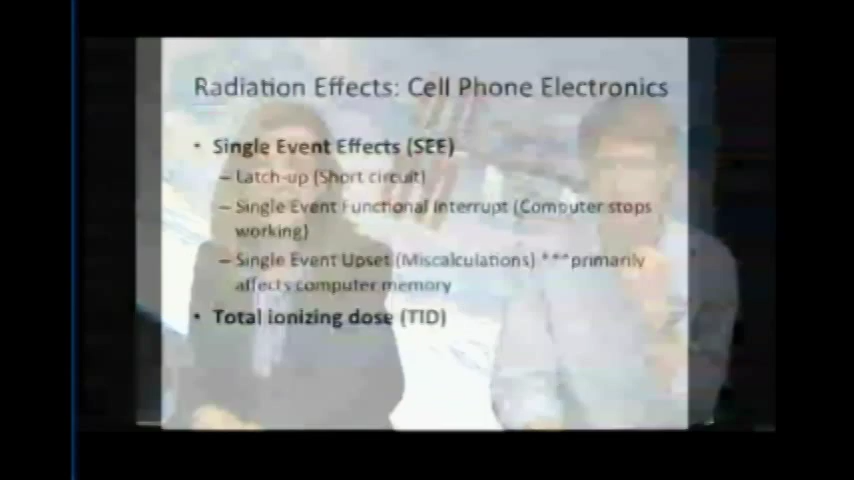 Radiation Effects: Cell Phone Electronics
• Single Event Effects (SEE)
– Latch-up (Short circuit)
– Single Event Functional Interrupt (Computer stops
working)
– Single Event Upset (Miscalculations) ***primarily
affects computer memory
• Total ionizing dose (TID)